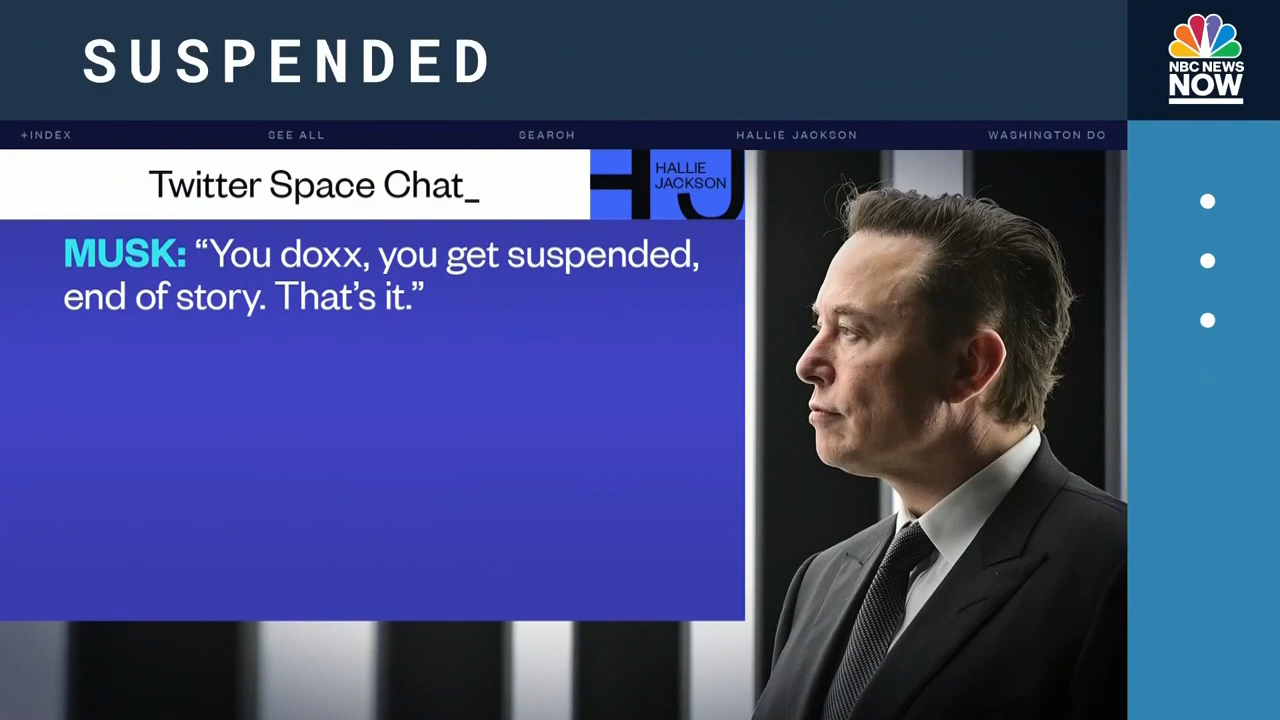 SUSPENDED
NBC NEWS
NOW
+INDEX
SEE ALL
SEARCH
HALLIE JACKSON
WASHINGTON DC
Twitter Space Chat_
HALLIE
JACKSON
HJ
MUSK: “You doxx, you get suspended,
end of story. That’s it.”